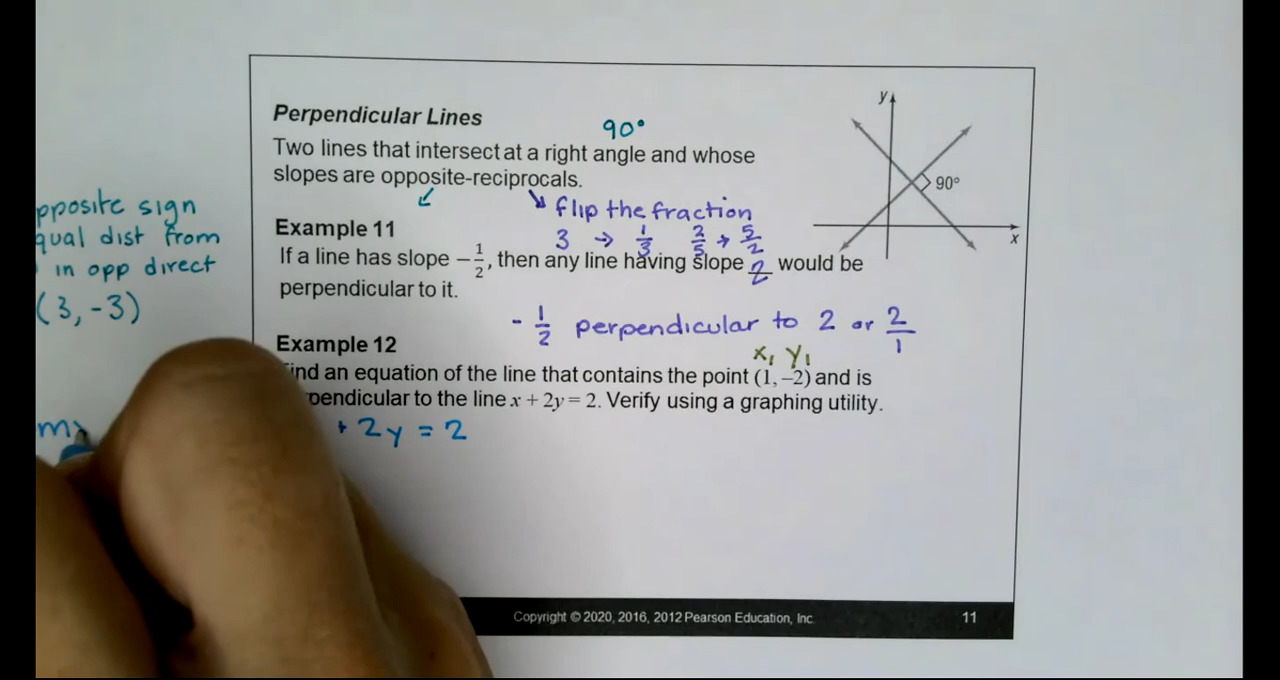 Perpendicular Lines
90°
Two lines that intersect at a right angle and whose
slopes are opposite-reciprocals.
flip the fraction
3 → 1/3 2/5 → 5/2
Example 11
If a line has slope −1/2, then any line having slope 2 would be
perpendicular to it.
- 1/2 perpendicular to 2 or 2/1
Example 12
x₁ y₁
an equation of the line that contains the point (1, −2) and is
to the line x + 2y = 2. Verify using a graphing utility.
+ 2y = 2
y
90°
x
sign
dist from
in opp direct
(3, -3)
Copyright © 2020, 2016, 2012 Pearson Education, Inc.
11